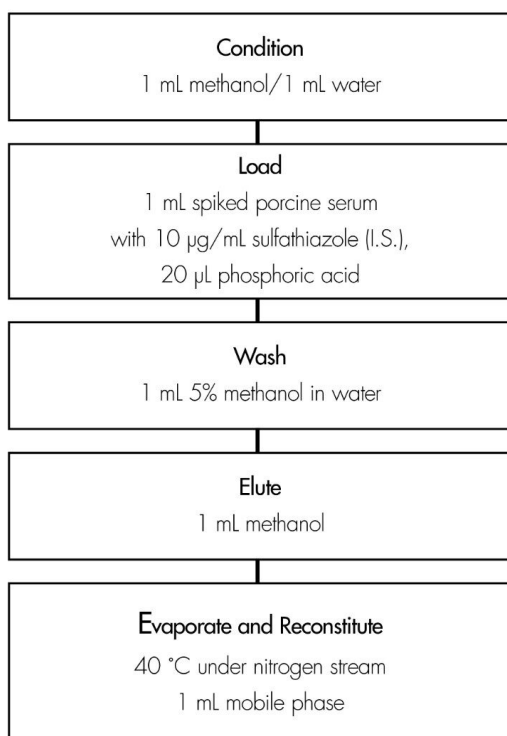 Condition
1 mL methanol/1 mL water
Load
1 mL spiked porcine serum
with 10 µg/mL sulfathiazole (I.S.),
20 µL phosphoric acid
Wash
1 mL 5% methanol in water
Elute
1 mL methanol
Evaporate and Reconstitute
40 °C under nitrogen stream
1 mL mobile phase